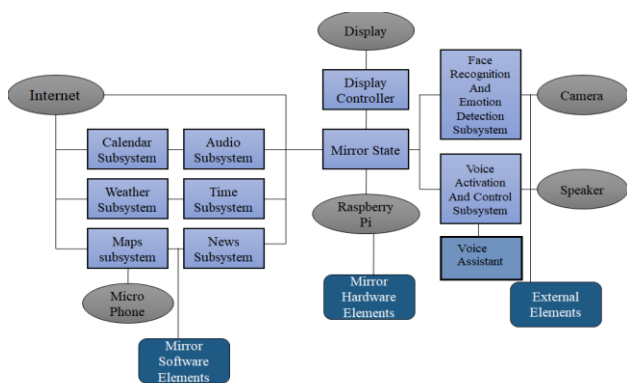 Display
Internet
Display
Controller
Face
Recognition
And
Emotion
Detection
Subsystem
Camera
Calendar
Subsystem
Audio
Subsystem
Mirror State
Weather
Subsystem
Time
Subsystem
Raspberry
Pi
Voice
Activation
And Control
Subsystem
Speaker
Maps
subsystem
News
Subsystem
Voice
Assistant
Micro
Phone
Mirror
Hardware
Elements
External
Elements
Mirror
Software
Elements